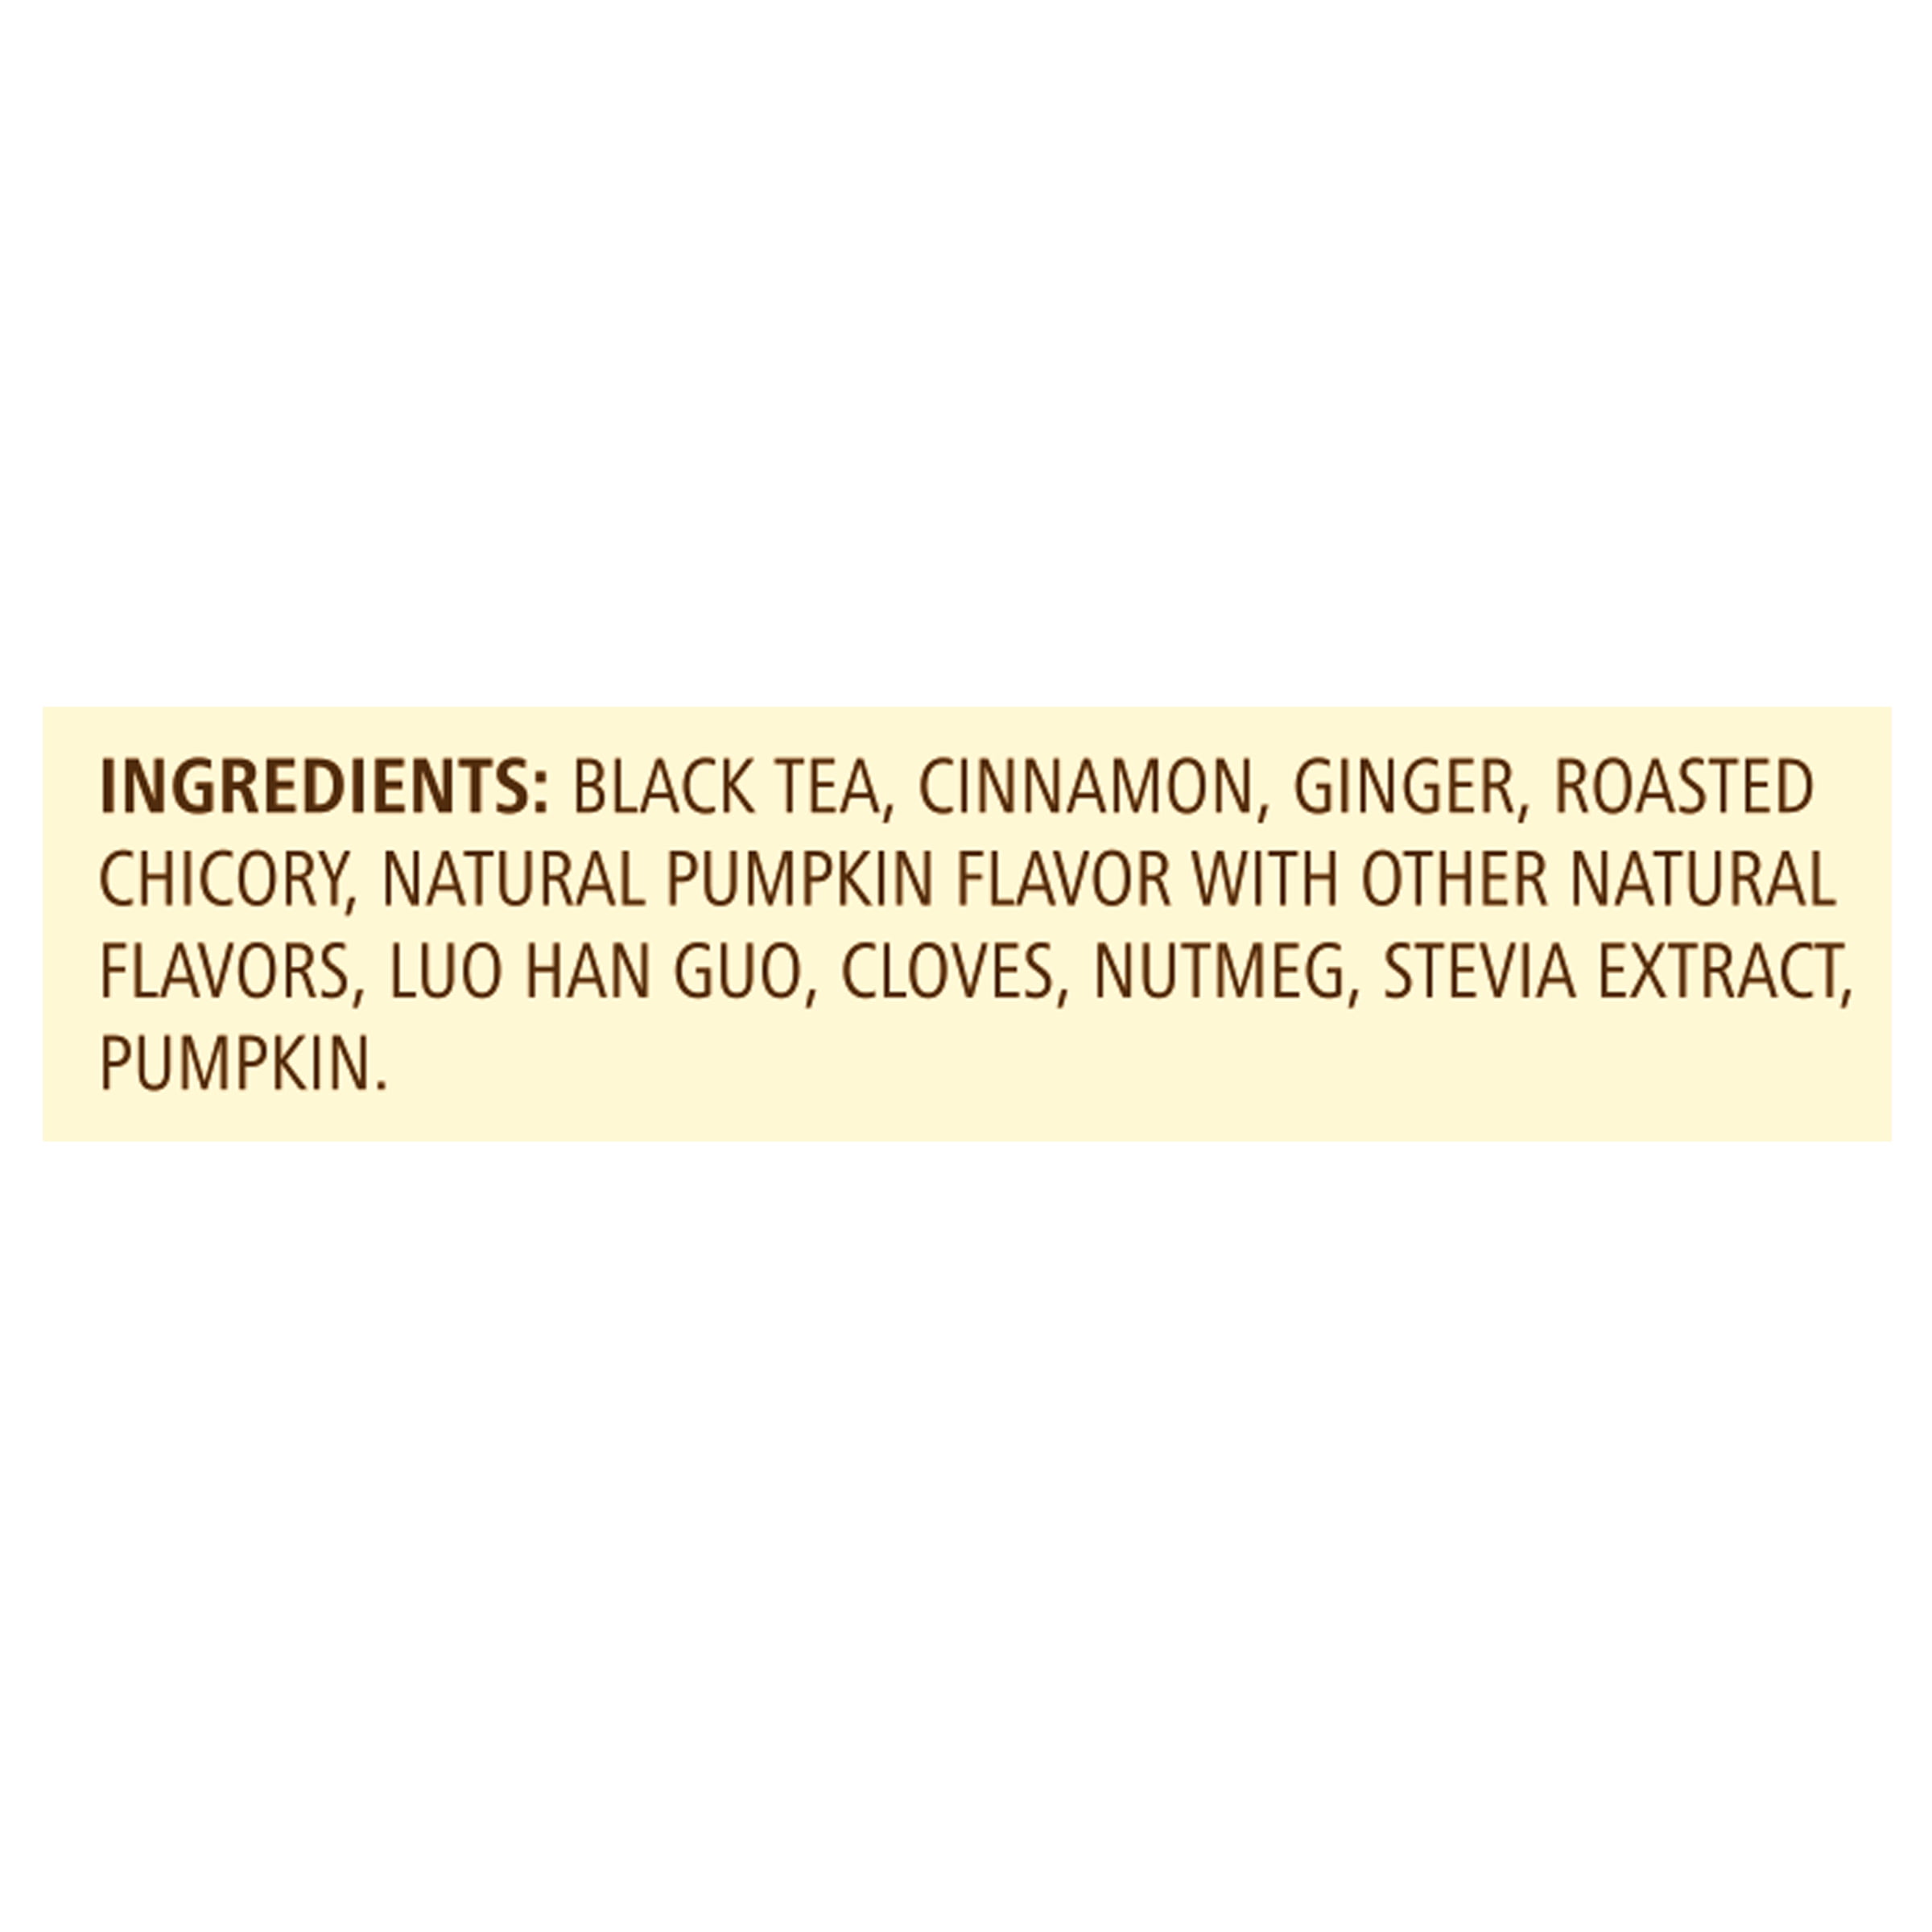 INGREDIENTS: BLACK TEA, CINNAMON, GINGER, ROASTED
CHICORY, NATURAL PUMPKIN FLAVOR WITH OTHER NATURAL
FLAVORS, LUO HAN GUO, CLOVES, NUTMEG, STEVIA EXTRACT,
PUMPKIN.